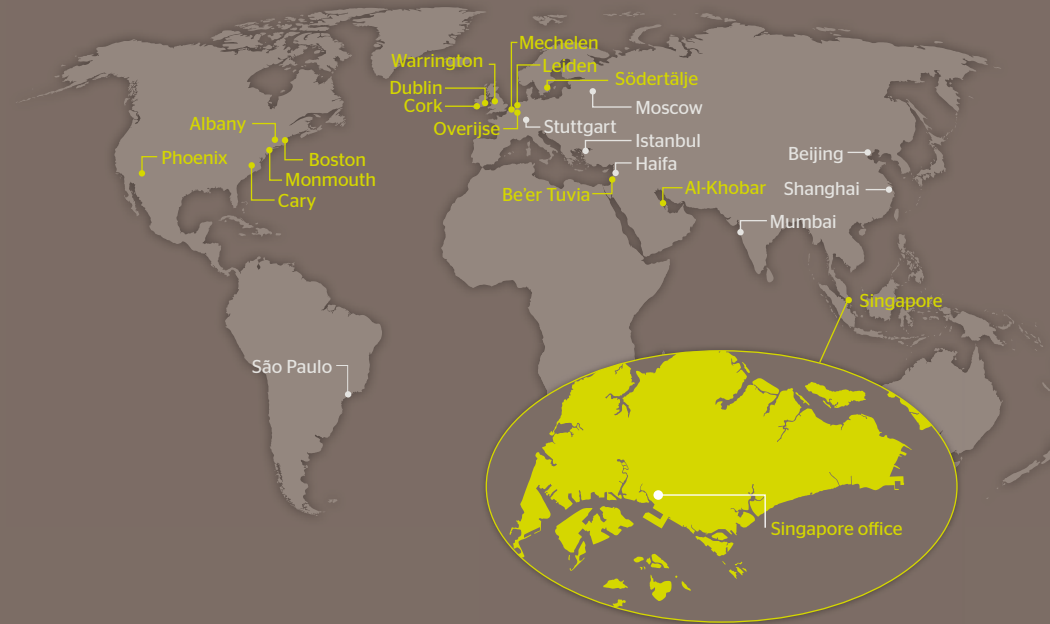 Mechelen
Warrington
Leiden
Södertälje
Dublin
Cork
Moscow
Albany
Overijse
Stuttgart
Istanbul
Phoenix
Boston
Haifa
Beijing
Monmouth
Be'er Tuvia
Al-Khobar
Shanghai
Cary
Mumbai
Singapore
São Paulo
Singapore office